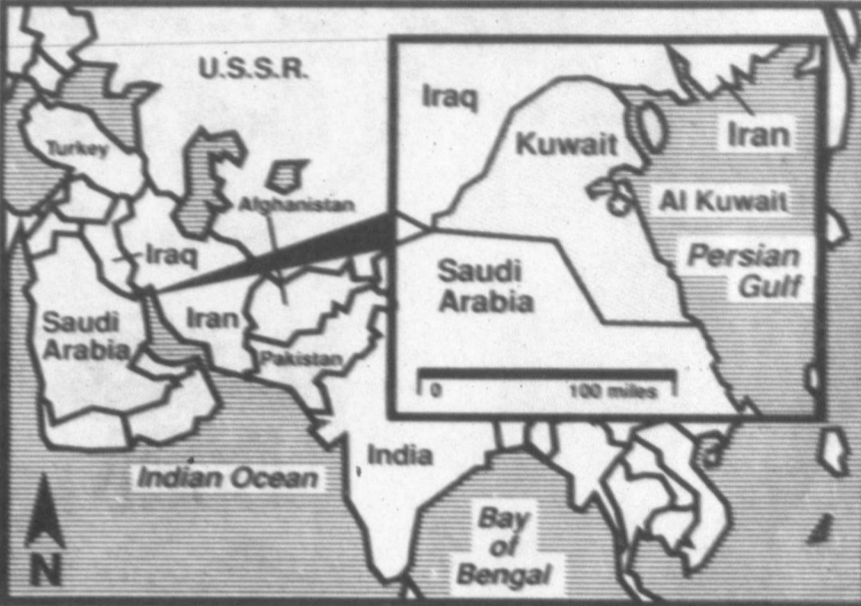 U.S.S.R.
Turkey
Afghanistan
Iraq
Saudi
Arabia
Iran
Pakistan
India
Indian Ocean
Bay
of
Bengal
N
Iraq
Kuwait
Iran
Al Kuwait
Persian
Gulf
Saudi
Arabia
0 100 miles